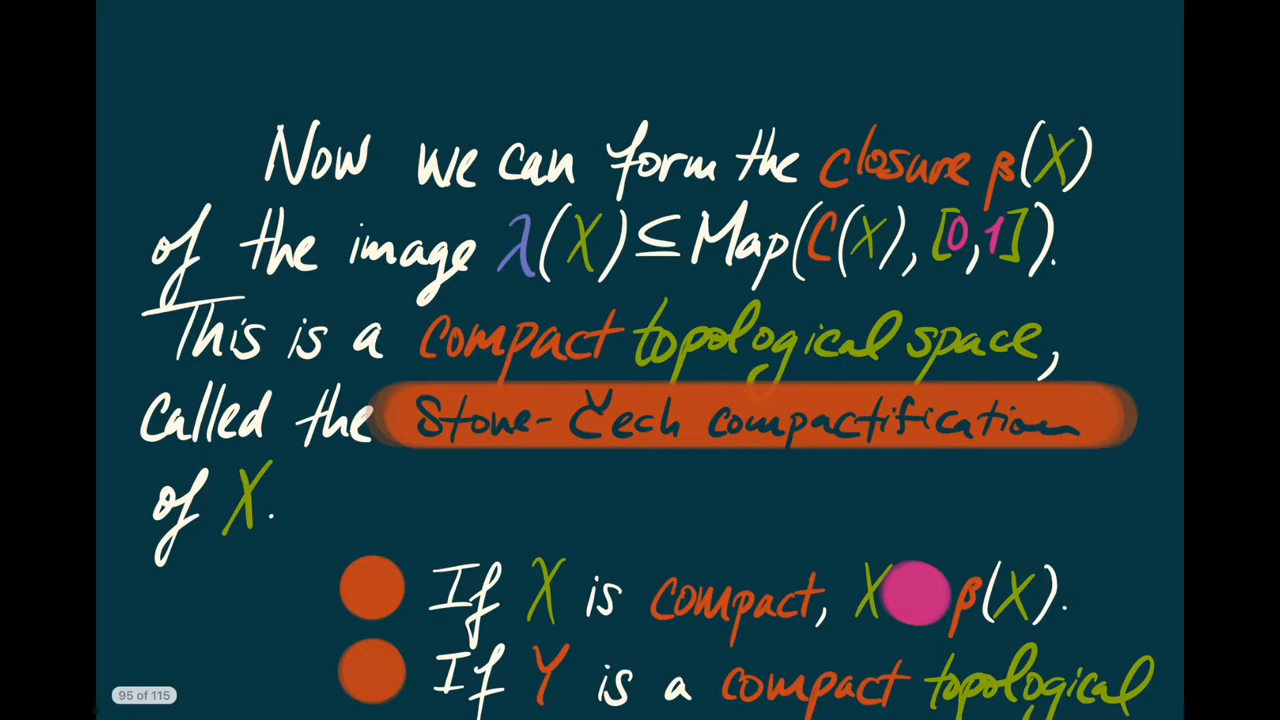 Now we can form the closure β(X)
of the image λ(X) ⊆ Map(C(X), [0,1]).
This is a compact topological space,
called the Stone-Čech compactification
of X.
If X is compact, X β(X).
If Y is a compact topological
95 of 115